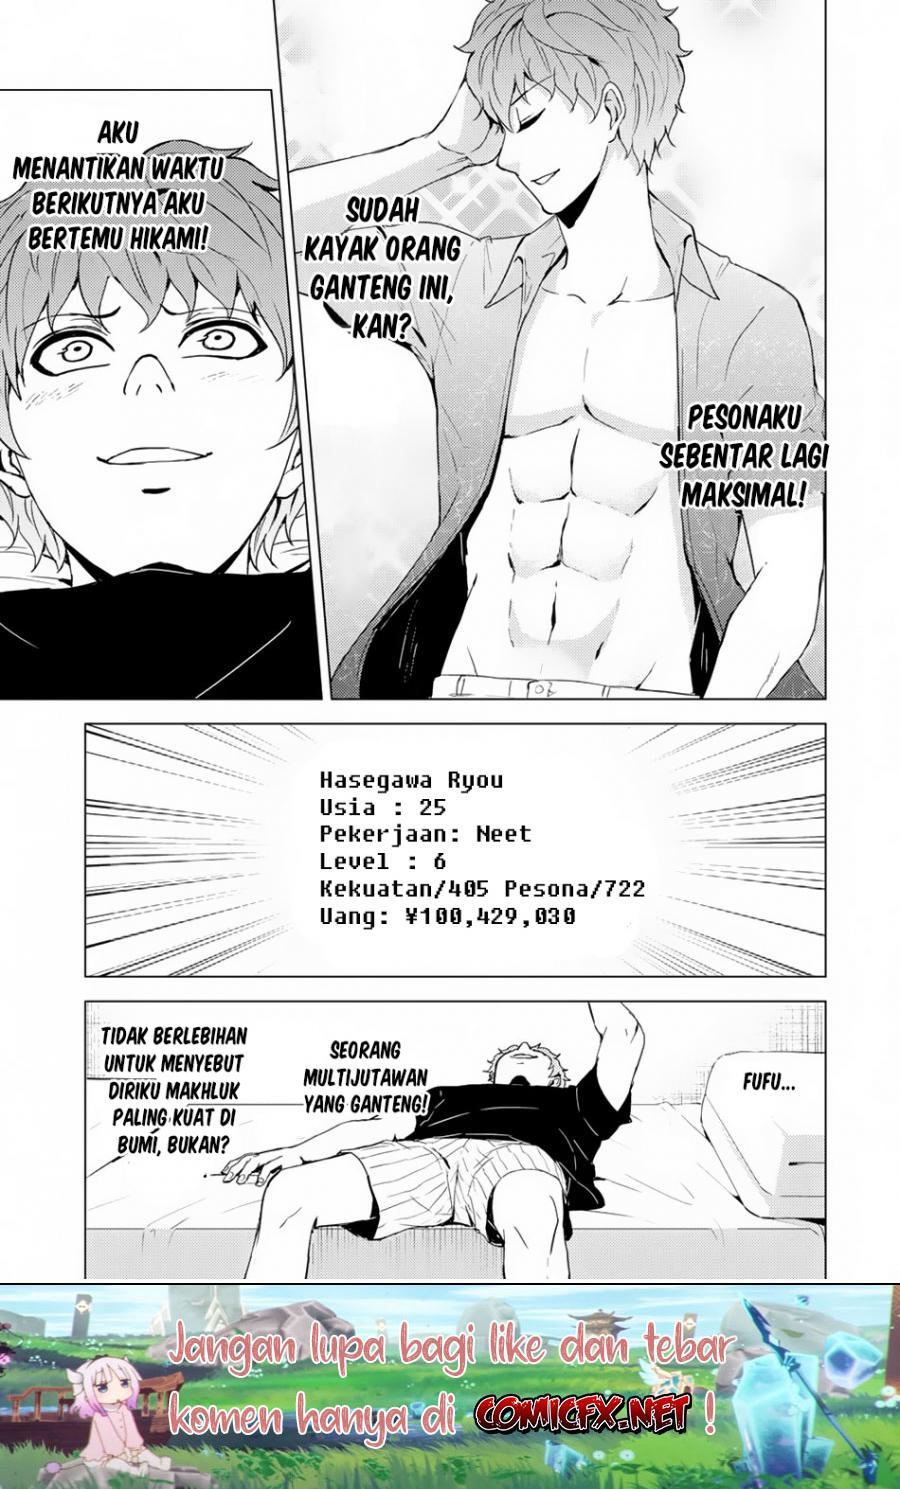 PESONAKU
SEBENTAR LAGI
MAKSIMAL!
SUDAH
KAYAK ORANG
GANTENG INI,
KAN?
AKU
MENANTIKAN WAKTU
BERIKUTNYA AKU
BERTEMU HIKAMI!
Hasegawa Ryou
Usia : 25
Pekerjaan: Neet
Level : 6
Kekuatan/405 Pesona/722
Uang: ¥100,429,030
FUFU...
SEORANG
MULTIJUTAWAN
YANG GANTENG!
TIDAK BERLEBIHAN
UNTUK MENYEBUT
DIRIKU MAKHLUK
PALING KUAT DI
BUMI, BUKAN?
Jangan lupa bagi like dan tebar
komen hanya di COMICFX.NET !